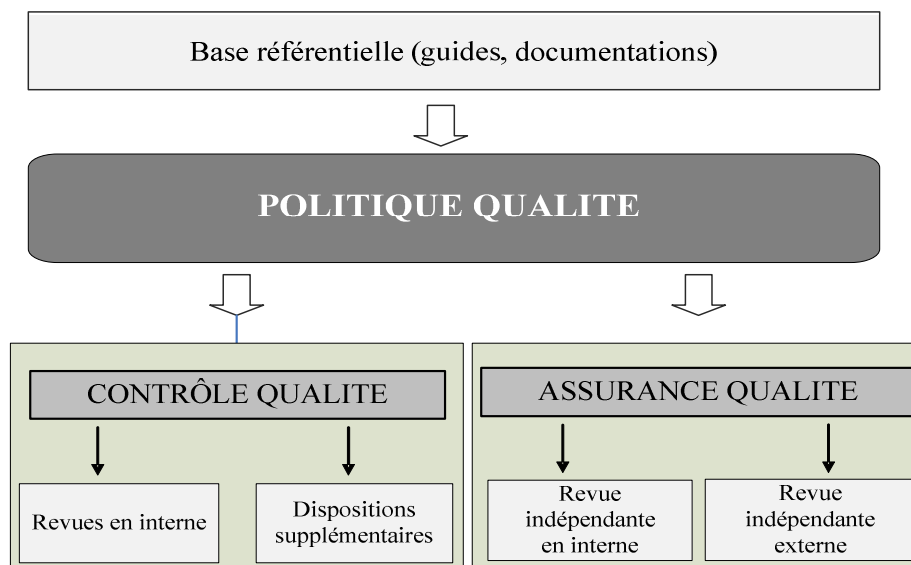 Base référentielle (guides, documentations)
POLITIQUE QUALITE
CONTRÔLE QUALITE
Revues en interne
Dispositions
supplémentaires
ASSURANCE QUALITE
Revue
indépendante
en interne
Revue
indépendante
externe